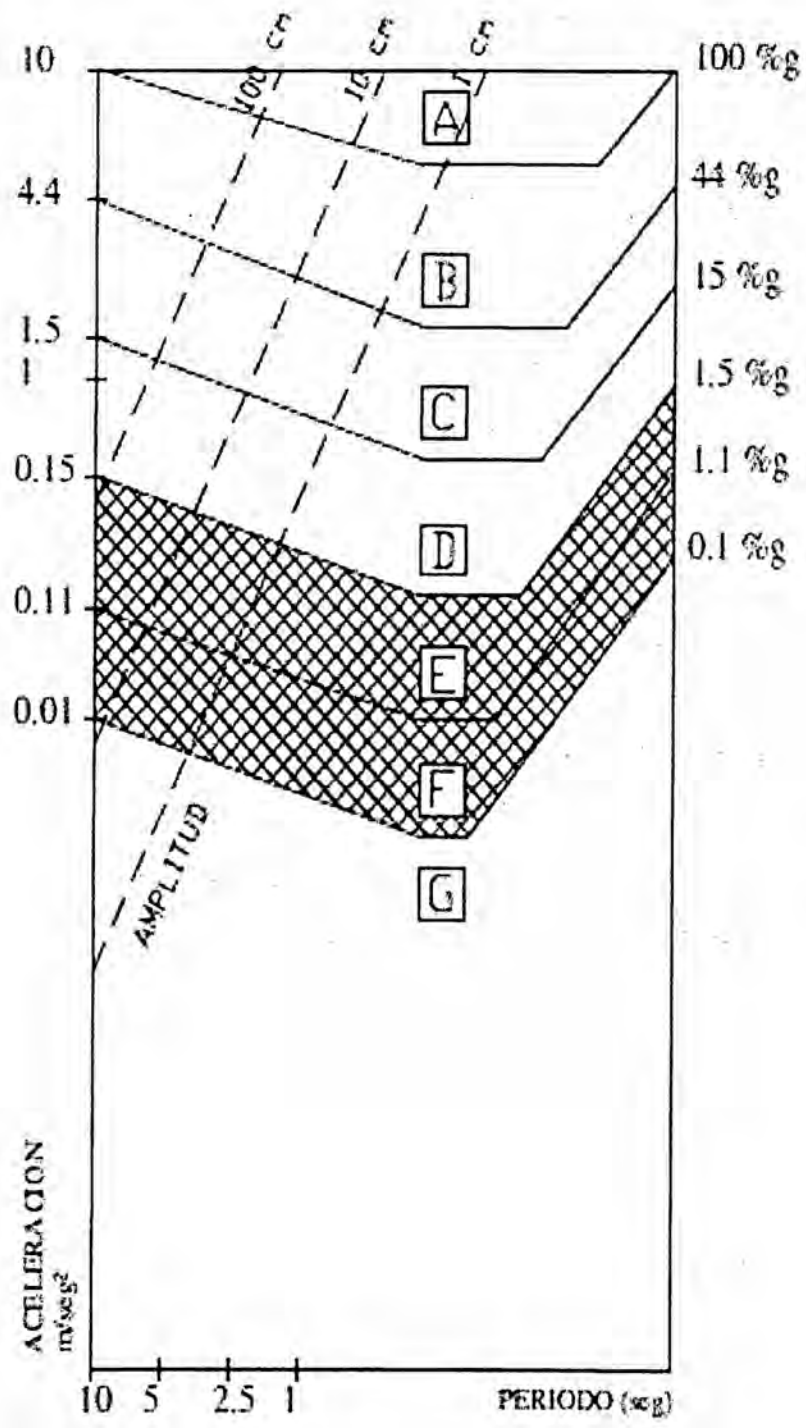 100 CM
10 CM
1 CM
10
100 %g
A
4.4
44 %g
B
15 %g
1.5
1
1.5 %g
C
0.15
1.1 %g
D
0.1 %g
0.11
E
0.01
F
G
AMPLITUD
ACELERACION
m/seg²
10 5 2.5 1 PERIODO (seg)